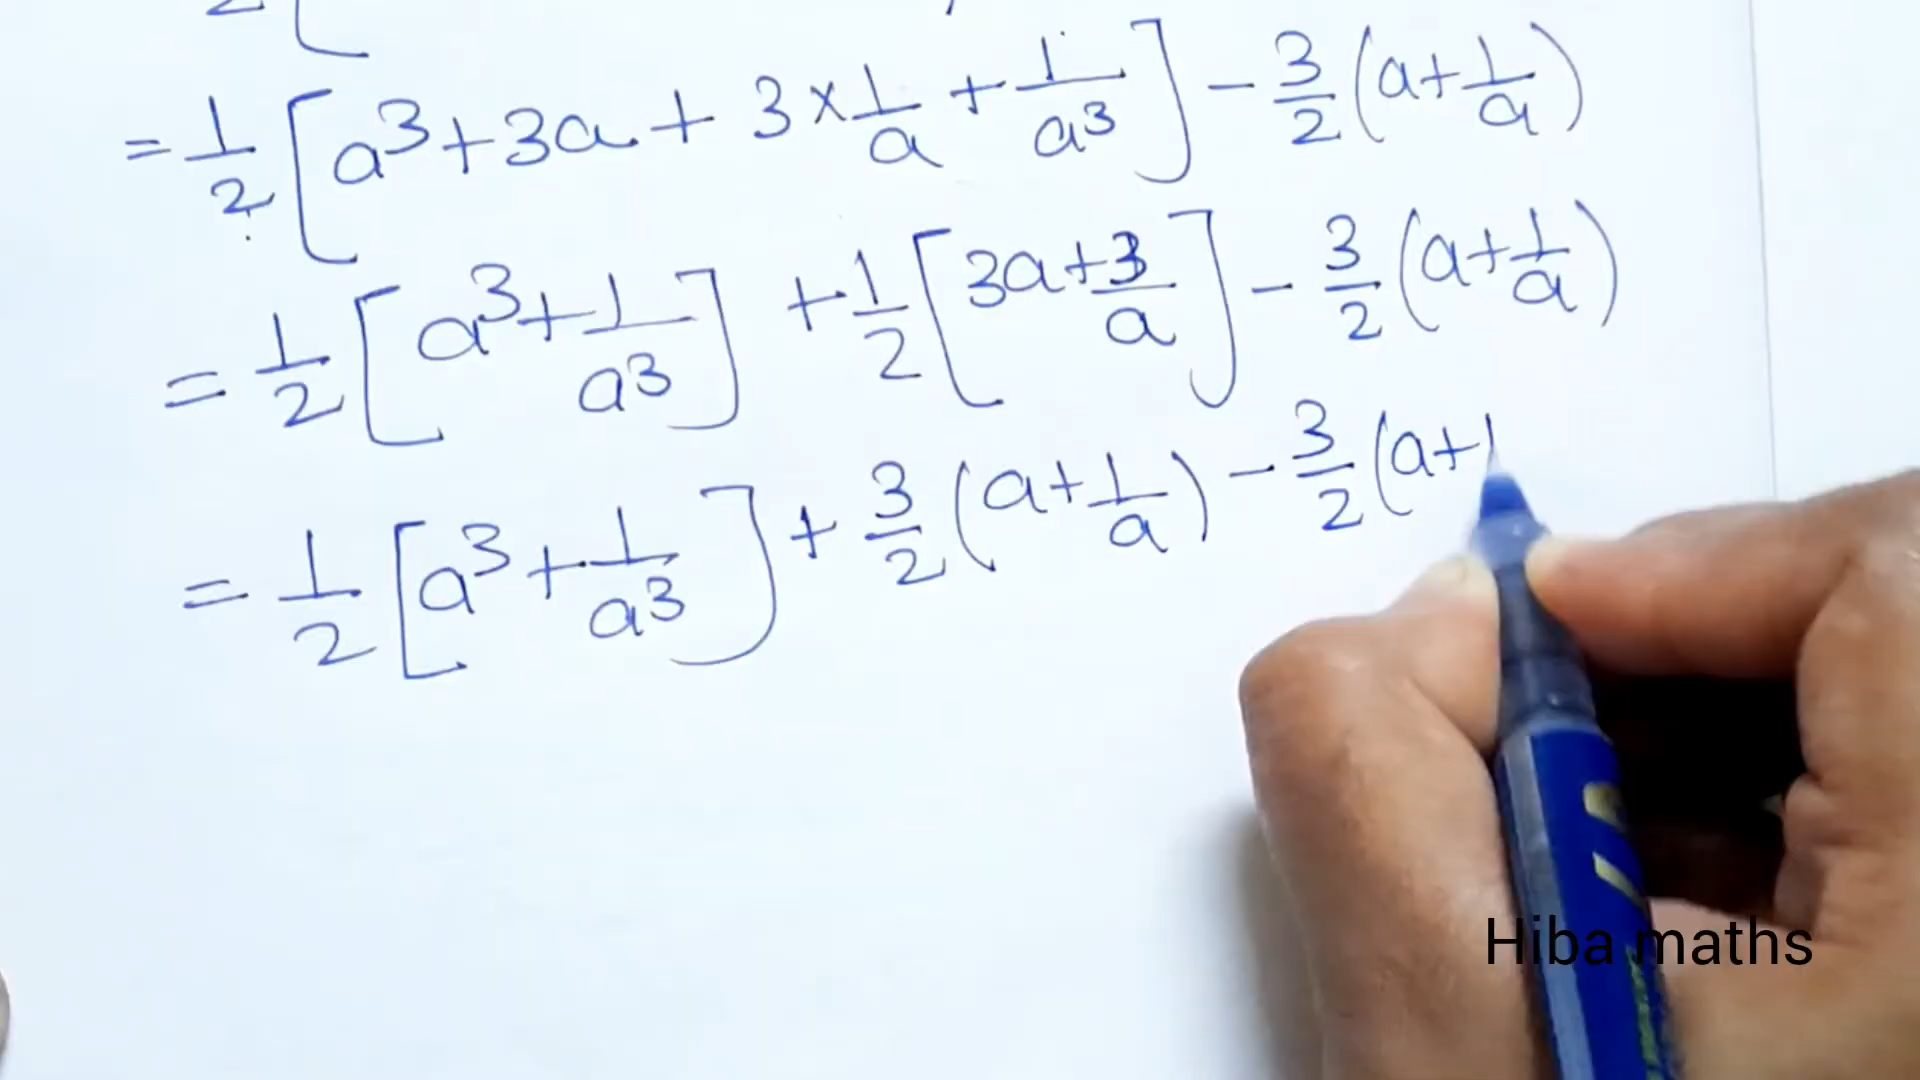 = 1/2 [a³ + 3a + 3 × 1/a + 1/a³] - 3/2 (a + 1/a)
= 1/2 [a³ + 1/a³] + 1/2 [3a + 3/a] - 3/2 (a + 1/a)
= 1/2 [a³ + 1/a³] + 3/2 (a + 1/a) - 3/2 (a + 1
Hiba maths